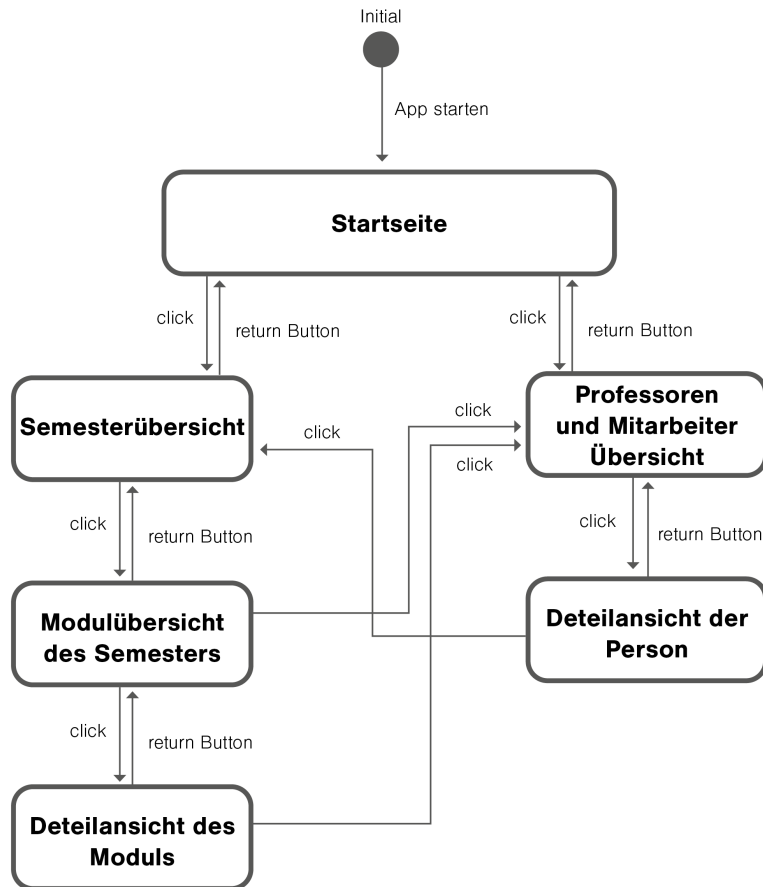 Initial
App starten
Startseite
click
return Button
click
return Button
Semesterübersicht
Professoren
und Mitarbeiter
Übersicht
click
click
click
click
return Button
click
return Button
Modulübersicht
des Semesters
Deteilansicht der
Person
click
return Button
Deteilansicht des
Moduls